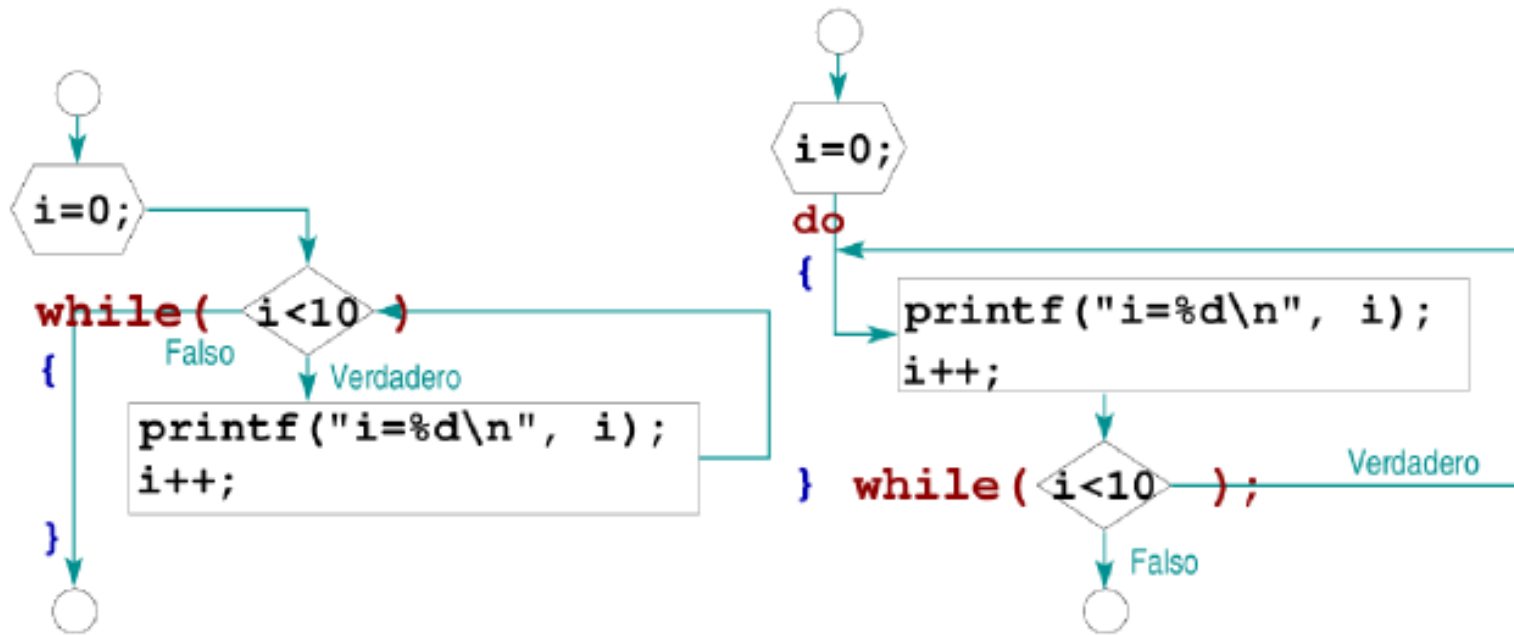 i=0;
while( i<10 )
Falso
{
Verdadero
printf("i=%d\n", i);
i++;
}
i=0;
do
{
printf("i=%d\n", i);
i++;
} while( i<10 );
Verdadero
Falso